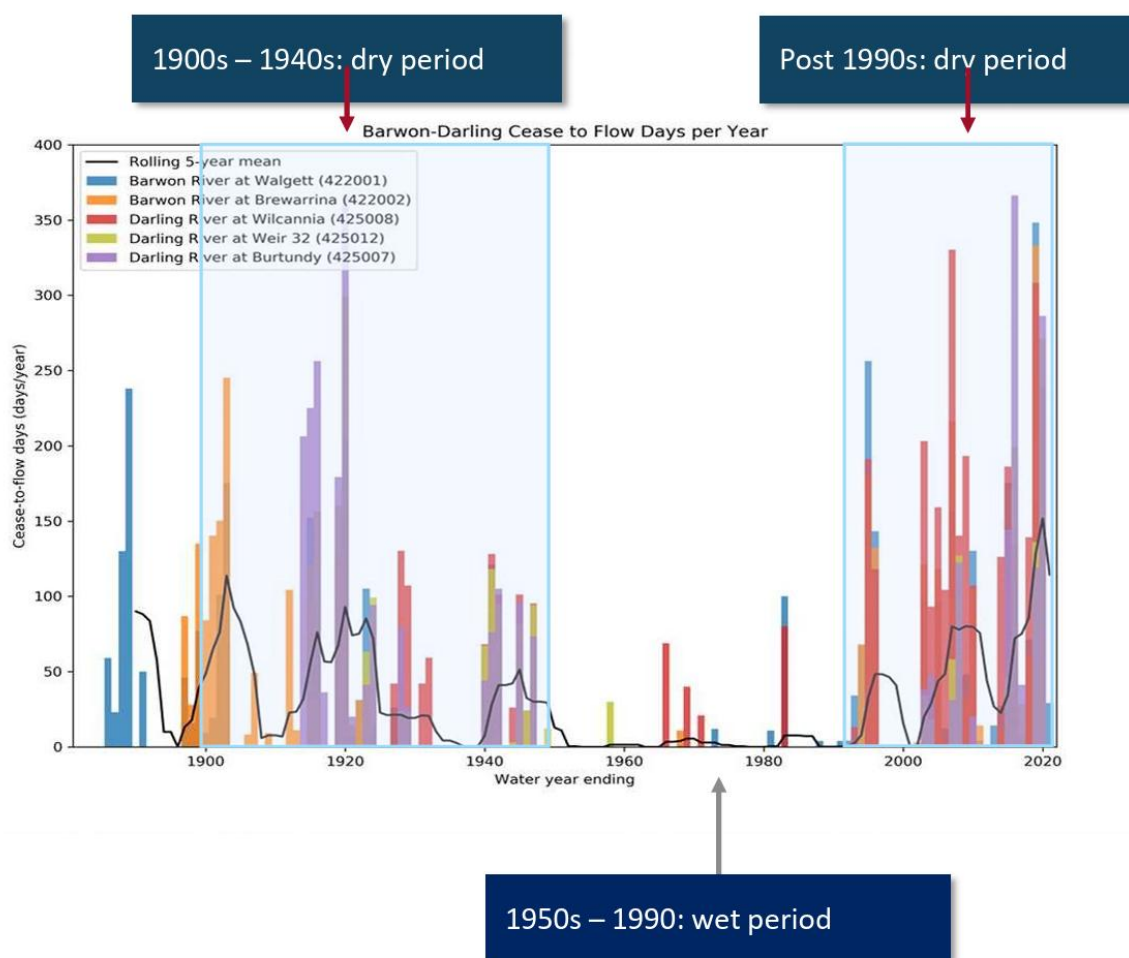 1900s – 1940s: dry period
Post 1990s: dry period
Barwon-Darling Cease to Flow Days per Year
Rolling 5-year mean
Barwon River at Walgett (422001)
Barwon River at Brewarrina (422002)
Darling River at Wilcannia (425008)
Darling River at Weir 32 (425012)
Darling River at Burtundy (425007)
Cease-to-flow days (days/year)
400
350
300
250
200
150
100
50
0
1900
1920
1940
1960
1980
2000
2020
Water year ending
1950s – 1990: wet period